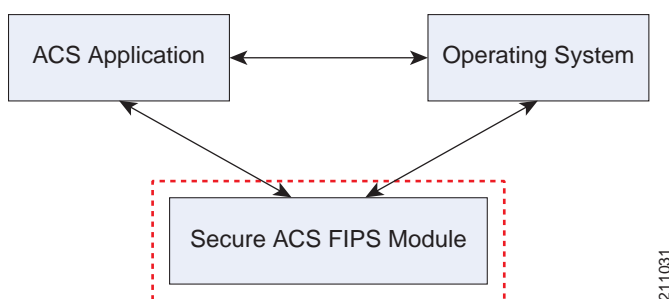 ACS Application
Operating System
Secure ACS FIPS Module
211031